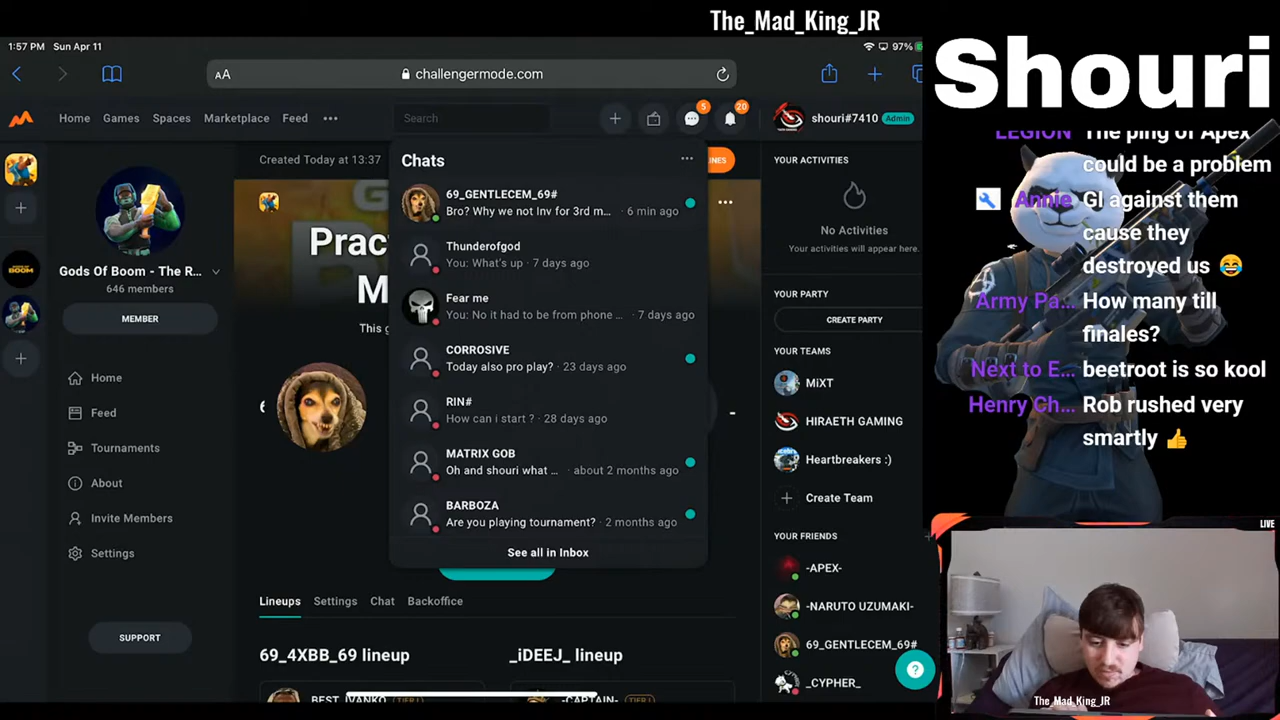 The_Mad_King_JR
1:57 PM Sun Apr 11
97%
AA
challengermode.com
Home Games Spaces Marketplace Feed
Search
5
20
shouri#7410 Admin
Gods Of Boom - The R...
646 members
MEMBER
Home
Feed
Tournaments
About
Invite Members
Settings
SUPPORT
Created Today at 13:37
INES
Prac
M
This g
Chats
69_GENTLECEM_69#
Bro? Why we not Inv for 3rd m... · 6 min ago
Thunderofgod
You: What's up · 7 days ago
Fear me
You: No it had to be from phone ... · 7 days ago
CORROSIVE
Today also pro play? · 23 days ago
RIN#
How can i start ? · 28 days ago
MATRIX GOB
Oh and shouri what ... · about 2 months ago
BARBOZA
Are you playing tournament? · 2 months ago
See all in Inbox
Lineups Settings Chat Backoffice
69_4XBB_69 lineup
_iDEEJ_ lineup
BEST_IVANKO TIER I
-CAPTAIN- TIER I
YOUR ACTIVITIES
No Activities
Your activities will appear here.
YOUR PARTY
CREATE PARTY
YOUR TEAMS
MiXT
HIRAETH GAMING
Heartbreakers :)
Create Team
YOUR FRIENDS
-APEX-
-NARUTO UZUMAKI-
69_GENTLECEM_69#
_CYPHER_
?
Shouri
LEGION The ping of Apex
could be a problem
Annie Gl against them
cause they
destroyed us 😂
Army Pa... How many till
finales?
Next to E... beetroot is so kool
Henry Ch... Rob rushed very
smartly 👍
LIVE
The_Mad_King_JR